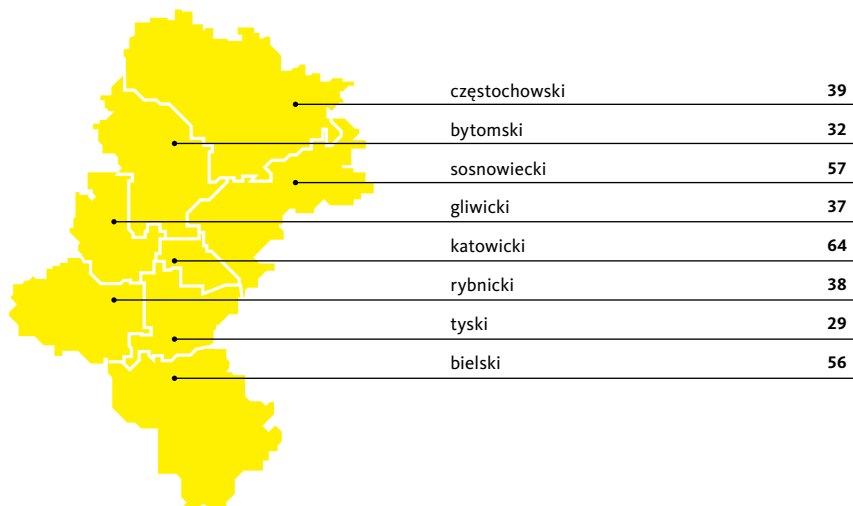 częstochowski 39
bytomski 32
sosnowiecki 57
gliwicki 37
katowicki 64
rybnicki 38
tyski 29
bielski 56